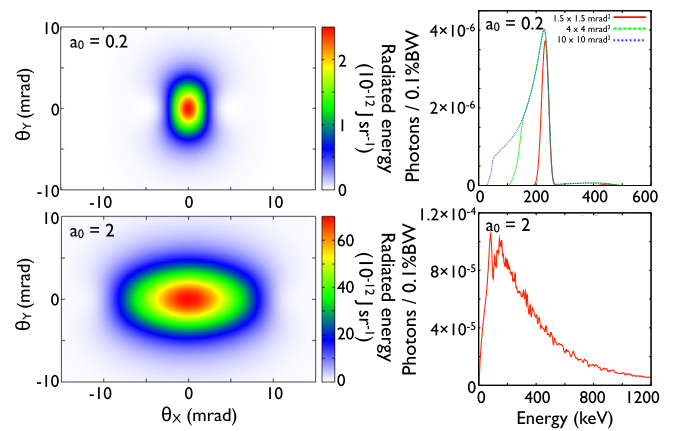 10
a₀ = 0.2
θY (mrad)
0
-10
-10
0
10
2
1
0
Radiated energy
(10⁻¹² J sr⁻¹)
4×10⁻⁶
a₀ = 0.2
1.5 x 1.5 mrad²
4 x 4 mrad²
10 x 10 mrad²
Photons / 0.1%BW
2×10⁻⁶
0
0
200
400
600
10
a₀ = 2
θY (mrad)
0
-10
-10
0
10
θX (mrad)
60
40
20
0
Radiated energy
(10⁻¹² J sr⁻¹)
1.2×10⁻⁴
a₀ = 2
Photons / 0.1%BW
8×10⁻⁵
4×10⁻⁵
0
0
400
800
1200
Energy (keV)